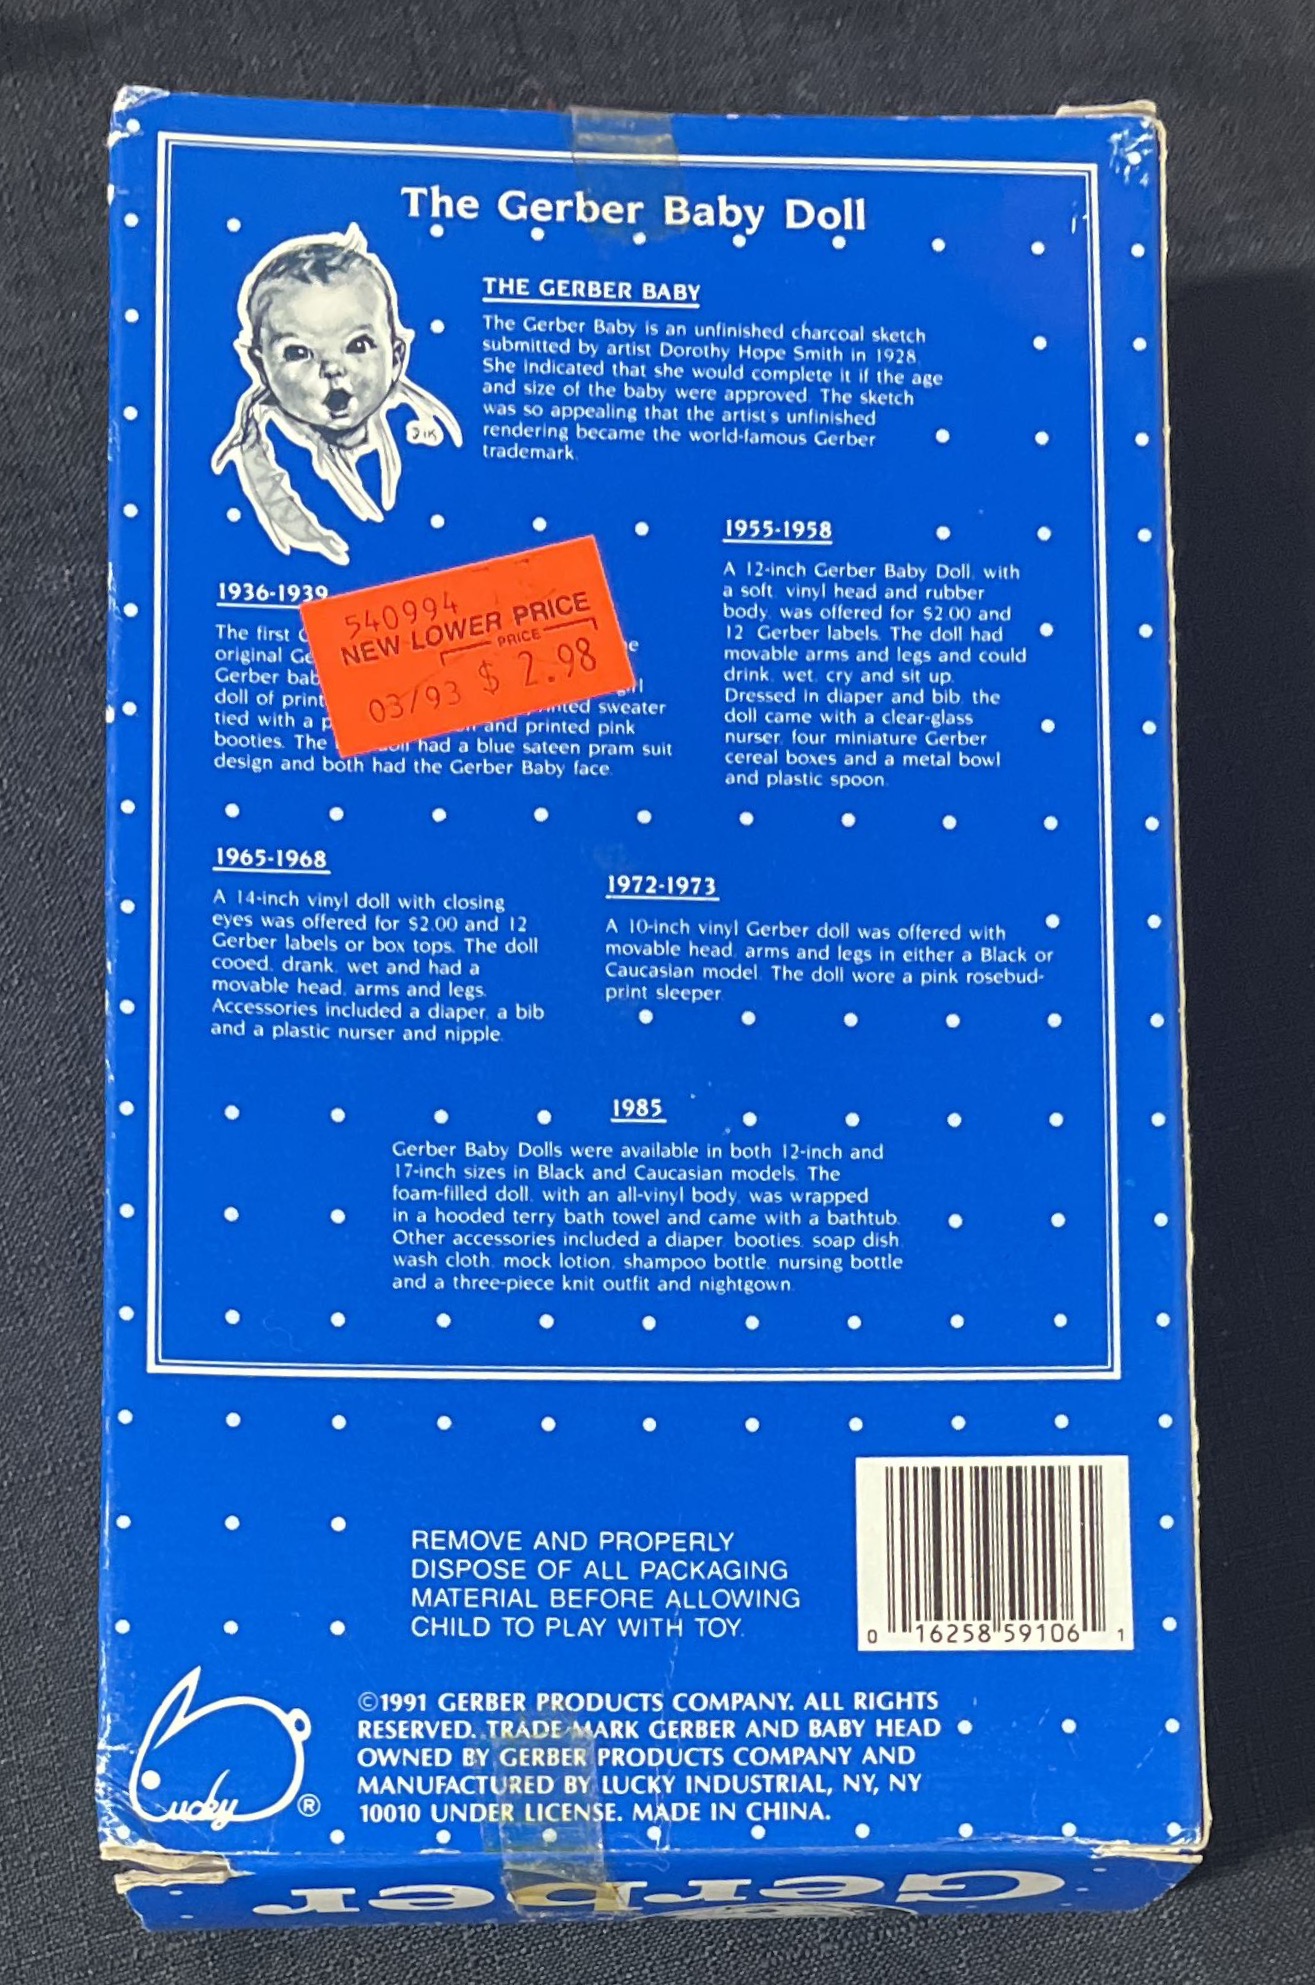 The Gerber Baby Doll
THE GERBER BABY
The Gerber Baby is an unfinished charcoal sketch
submitted by artist Dorothy Hope Smith in 1928.
She indicated that she would complete it if the age
and size of the baby were approved. The sketch
was so appealing that the artist's unfinished
rendering became the world-famous Gerber
trademark.
1936-1939
The first
original
Gerber
doll of print
tied with a
booties. The
sweater
and printed pink
had a blue sateen pram suit
design and both had the Gerber Baby face.
540994
NEW LOWER PRICE
PRICE
03/93 $ 2.98
1955-1958
A 12-inch Gerber Baby Doll, with
a soft, vinyl head and rubber
body, was offered for $2.00 and
12 Gerber labels. The doll had
movable arms and legs and could
drink, wet, cry and sit up.
Dressed in diaper and bib, the
doll came with a clear-glass
nurser, four miniature Gerber
cereal boxes and a metal bowl
and plastic spoon.
1965-1968
A 14-inch vinyl doll with closing
eyes was offered for $2.00 and 12
Gerber labels or box tops. The doll
cooed, drank, wet and had a
movable head, arms and legs.
Accessories included a diaper, a bib
and a plastic nurser and nipple.
1972-1973
A 10-inch vinyl Gerber doll was offered with
movable head, arms and legs in either a Black or
Caucasian model. The doll wore a pink rosebud-
print sleeper.
1985
Gerber Baby Dolls were available in both 12-inch and
17-inch sizes in Black and Caucasian models. The
foam-filled doll, with an all-vinyl body, was wrapped
in a hooded terry bath towel and came with a bathtub.
Other accessories included a diaper, booties, soap dish,
wash cloth, mock lotion, shampoo bottle, nursing bottle
and a three-piece knit outfit and nightgown.
REMOVE AND PROPERLY
DISPOSE OF ALL PACKAGING
MATERIAL BEFORE ALLOWING
CHILD TO PLAY WITH TOY.
0 16258 59106 1
Lucky ®
©1991 GERBER PRODUCTS COMPANY. ALL RIGHTS
RESERVED. TRADE MARK GERBER AND BABY HEAD
OWNED BY GERBER PRODUCTS COMPANY AND
MANUFACTURED BY LUCKY INDUSTRIAL, NY, NY
10010 UNDER LICENSE. MADE IN CHINA.
Gerber